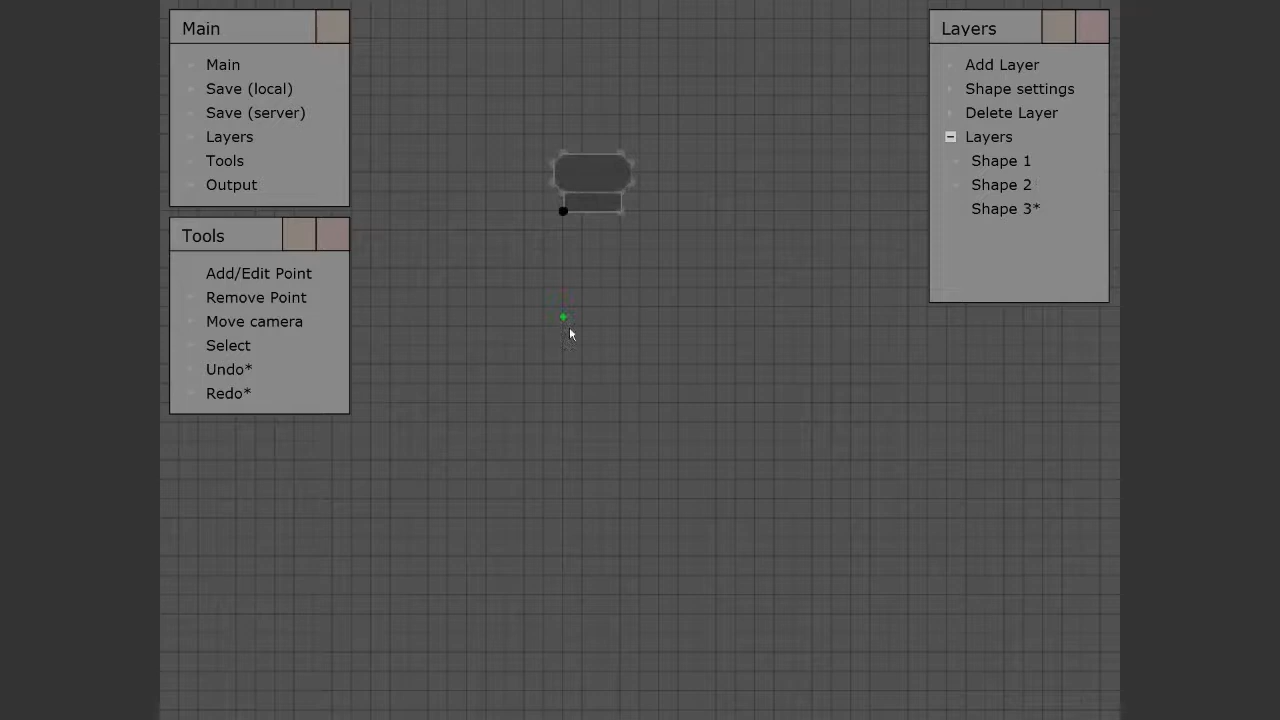 Main
Main
Save (local)
Save (server)
Layers
Tools
Output
Tools
Add/Edit Point
Remove Point
Move camera
Select
Undo*
Redo*
Layers
Add Layer
Shape settings
Delete Layer
Layers
Shape 1
Shape 2
Shape 3*